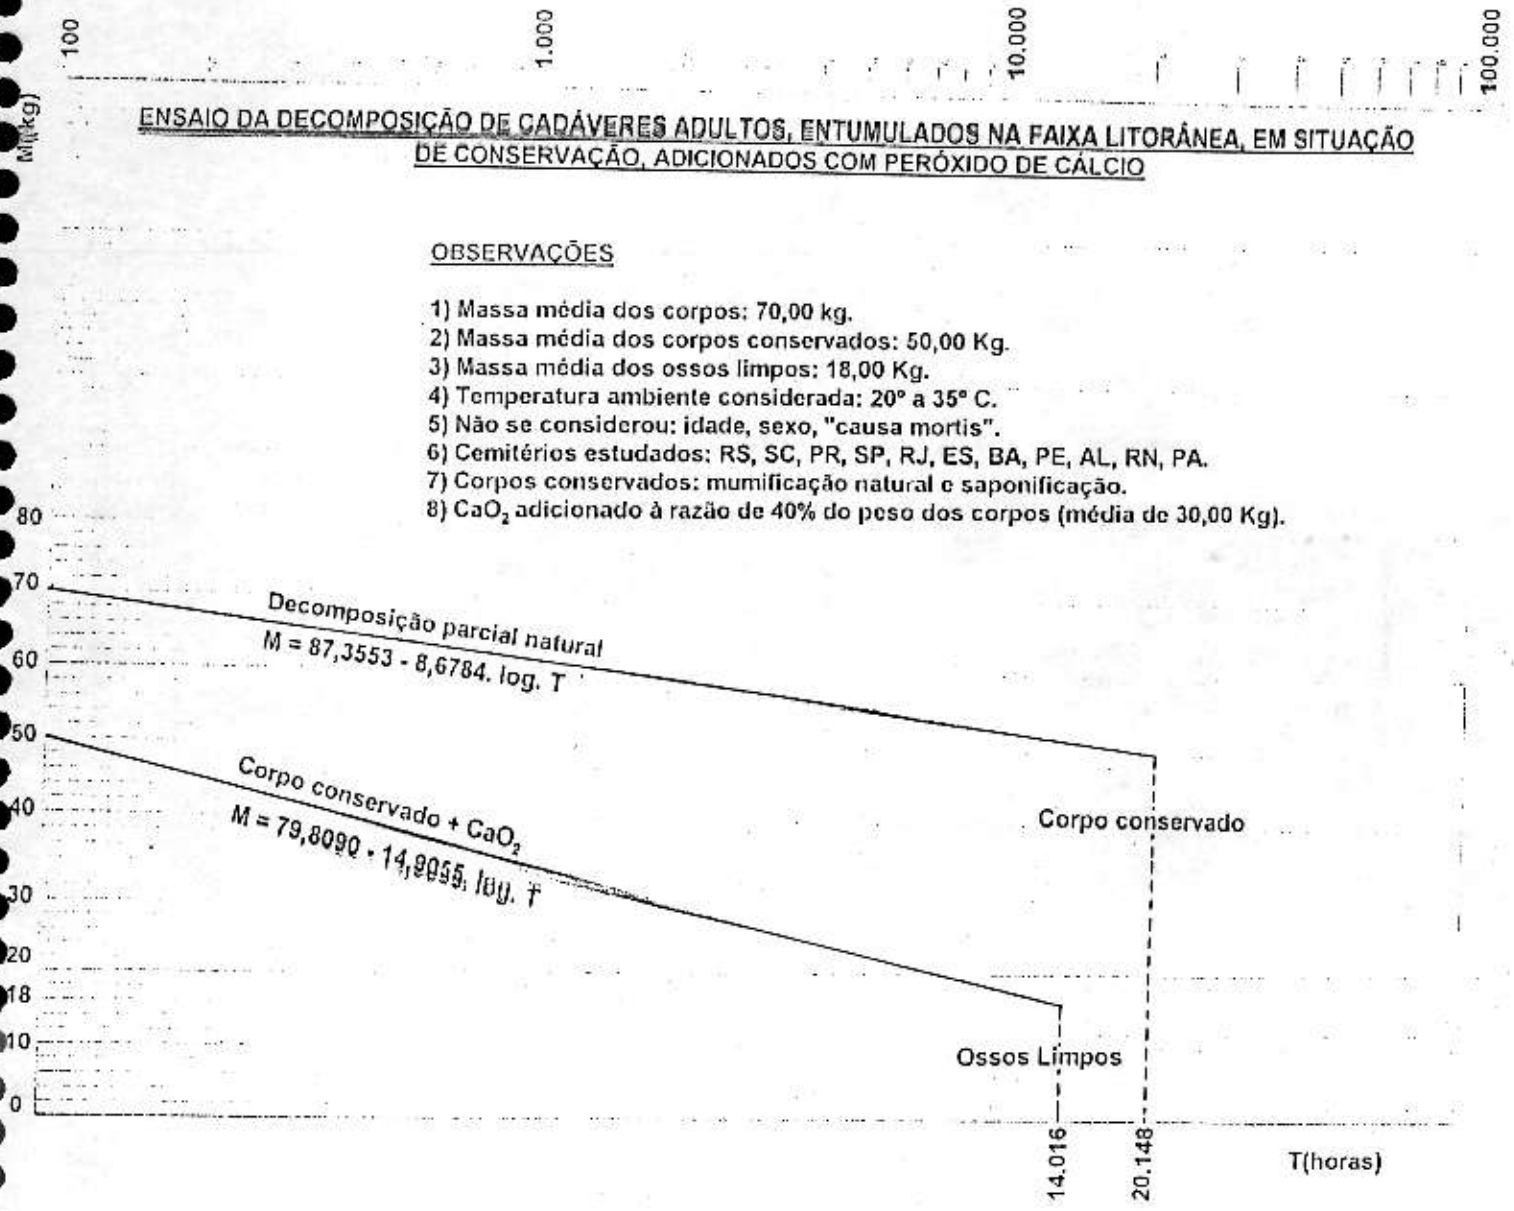 100
1.000
10.000
100.000
M(kg)
ENSAIO DA DECOMPOSIÇÃO DE CADÁVERES ADULTOS, ENTUMULADOS NA FAIXA LITORÂNEA, EM SITUAÇÃO
DE CONSERVAÇÃO, ADICIONADOS COM PERÓXIDO DE CÁLCIO
OBSERVAÇÕES
1) Massa média dos corpos: 70,00 kg.
2) Massa média dos corpos conservados: 50,00 Kg.
3) Massa média dos ossos limpos: 18,00 Kg.
4) Temperatura ambiente considerada: 20° a 35° C.
5) Não se considerou: idade, sexo, "causa mortis".
6) Cemitérios estudados: RS, SC, PR, SP, RJ, ES, BA, PE, AL, RN, PA.
7) Corpos conservados: mumificação natural e saponificação.
8) CaO₂ adicionado à razão de 40% do peso dos corpos (média de 30,00 Kg).
80
70
60
50
40
30
20
18
10
0
Decomposição parcial natural
M = 87,3553 - 8,6784. log. T
Corpo conservado + CaO₂
M = 79,8090 - 14,9055. log. T
Corpo conservado
Ossos Limpos
14.016
20.148
T(horas)